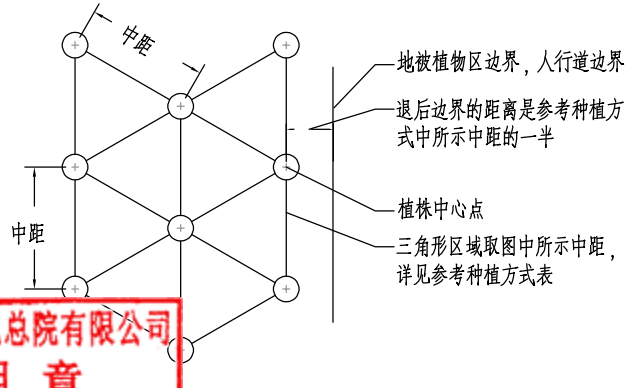 中距
地被植物区边界，人行道边界
退后边界的距离是参考种植方
式中所示中距的一半
中距
植株中心点
三角形区域取图中所示中距，
详见参考种植方式表
总院有限公司
章